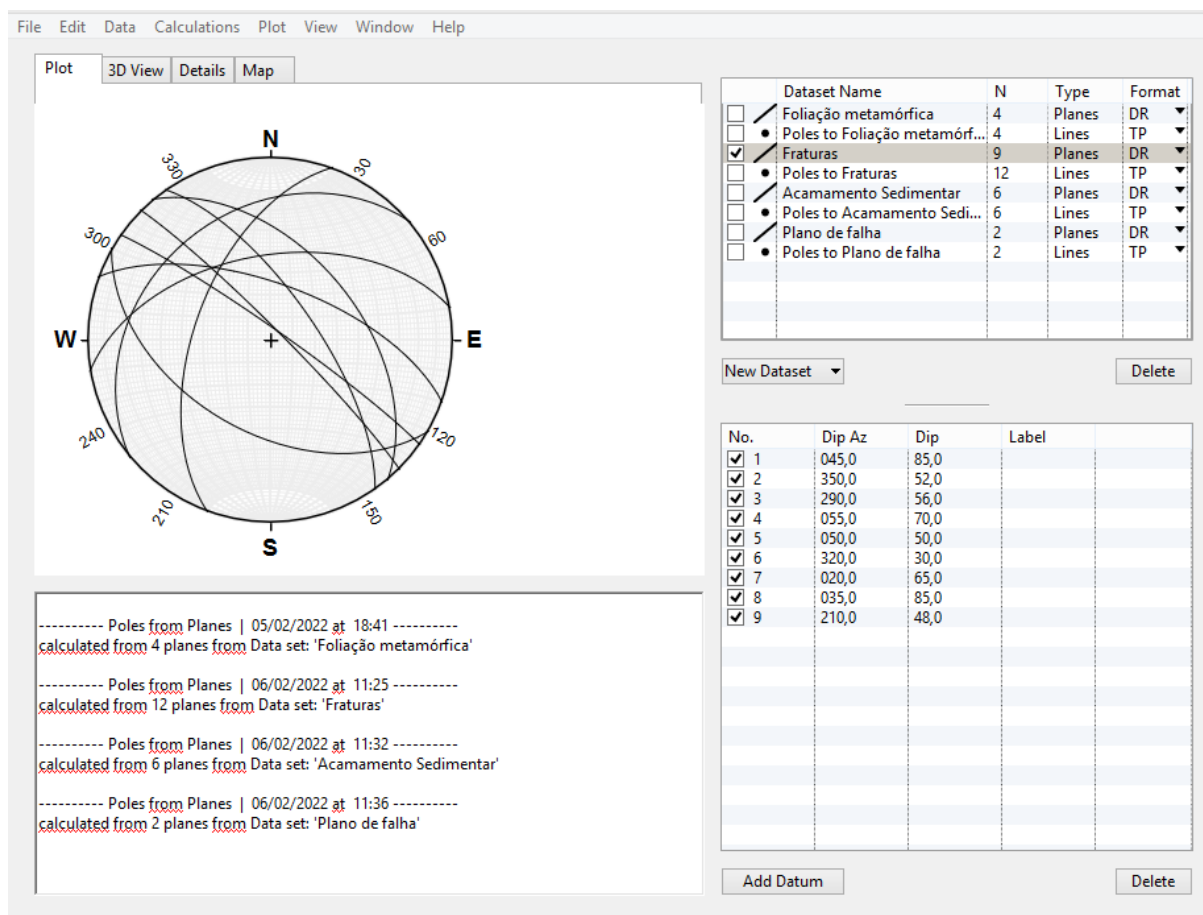 File Edit Data Calculations Plot View Window Help
Plot 3D View Details Map
N
30
60
E
120
150
S
210
240
W
300
330
---------- Poles from Planes | 05/02/2022 at 18:41 ----------
calculated from 4 planes from Data set: 'Foliação metamórfica'
---------- Poles from Planes | 06/02/2022 at 11:25 ----------
calculated from 12 planes from Data set: 'Fraturas'
---------- Poles from Planes | 06/02/2022 at 11:32 ----------
calculated from 6 planes from Data set: 'Acamamento Sedimentar'
---------- Poles from Planes | 06/02/2022 at 11:36 ----------
calculated from 2 planes from Data set: 'Plano de falha'
Dataset Name N Type Format
Foliação metamórfica 4 Planes DR
Poles to Foliação metamórf... 4 Lines TP
Fraturas 9 Planes DR
Poles to Fraturas 12 Lines TP
Acamamento Sedimentar 6 Planes DR
Poles to Acamamento Sedi... 6 Lines TP
Plano de falha 2 Planes DR
Poles to Plano de falha 2 Lines TP
New Dataset Delete
No. Dip Az Dip Label
1 045,0 85,0
2 350,0 52,0
3 290,0 56,0
4 055,0 70,0
5 050,0 50,0
6 320,0 30,0
7 020,0 65,0
8 035,0 85,0
9 210,0 48,0
Add Datum Delete